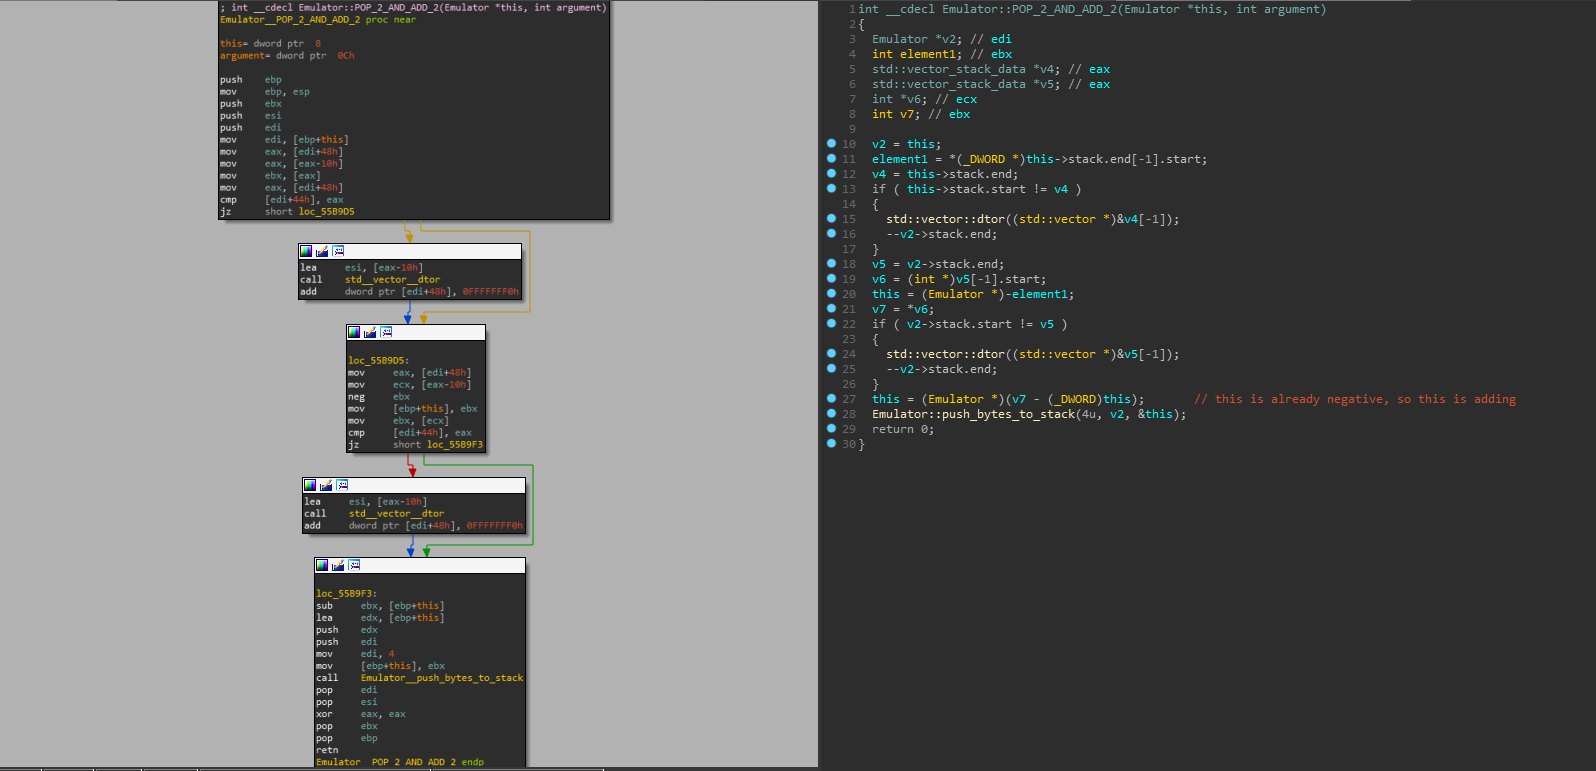 ; int __cdecl Emulator::POP_2_AND_ADD_2(Emulator *this, int argument)
Emulator__POP_2_AND_ADD_2 proc near
this= dword ptr  8
argument= dword ptr  0Ch
push    ebp
mov     ebp, esp
push    ebx
push    esi
push    edi
mov     edi, [ebp+this]
mov     eax, [edi+48h]
mov     eax, [eax-10h]
mov     ebx, [eax]
mov     eax, [edi+48h]
cmp     [edi+44h], eax
jz      short loc_55B9D5
lea     esi, [eax-10h]
call    std__vector__dtor
add     dword ptr [edi+48h], 0FFFFFFF0h
loc_55B9D5:
mov     eax, [edi+48h]
mov     ecx, [eax-10h]
neg     ebx
mov     [ebp+this], ebx
mov     ebx, [ecx]
cmp     [edi+44h], eax
jz      short loc_55B9F3
lea     esi, [eax-10h]
call    std__vector__dtor
add     dword ptr [edi+48h], 0FFFFFFF0h
loc_55B9F3:
sub     ebx, [ebp+this]
lea     edx, [ebp+this]
push    edx
push    edi
mov     edi, 4
mov     [ebp+this], ebx
call    Emulator__push_bytes_to_stack
pop     edi
pop     esi
xor     eax, eax
pop     ebx
pop     ebp
retn
Emulator__POP_2_AND_ADD_2 endp
1 int __cdecl Emulator::POP_2_AND_ADD_2(Emulator *this, int argument)
2 {
3   Emulator *v2; // edi
4   int element1; // ebx
5   std::vector_stack_data *v4; // eax
6   std::vector_stack_data *v5; // eax
7   int *v6; // ecx
8   int v7; // ebx
9
10   v2 = this;
11   element1 = *(_DWORD *)this->stack.end[-1].start;
12   v4 = this->stack.end;
13   if ( this->stack.start != v4 )
14   {
15     std::vector::dtor((std::vector *)&v4[-1]);
16     --v2->stack.end;
17   }
18   v5 = v2->stack.end;
19   v6 = (int *)v5[-1].start;
20   this = (Emulator *)-element1;
21   v7 = *v6;
22   if ( v2->stack.start != v5 )
23   {
24     std::vector::dtor((std::vector *)&v5[-1]);
25     --v2->stack.end;
26   }
27   this = (Emulator *)(v7 - (_DWORD)this);       // this is already negative, so this is adding
28   Emulator::push_bytes_to_stack(4u, v2, &this);
29   return 0;
30 }